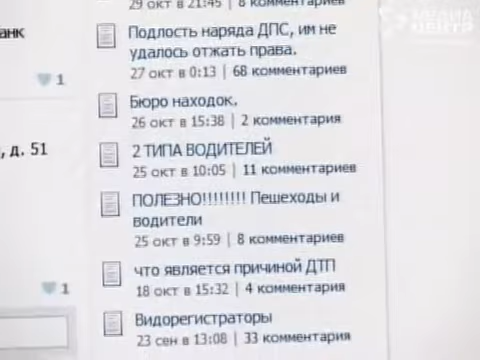 29 окт в 21:45 | 8 комментариев
Подлость наряда ДПС, им не
удалось отжать права.
27 окт в 0:13 | 68 комментариев
Бюро находок.
26 окт в 15:38 | 2 комментария
2 ТИПА ВОДИТЕЛЕЙ
25 окт в 10:05 | 11 комментариев
ПОЛЕЗНО!!!!!!!! Пешеходы и
водители
25 окт в 9:59 | 8 комментариев
что является причиной ДТП
18 окт в 15:32 | 4 комментария
Видорегистраторы
23 сен в 13:08 | 33 комментария
анк
1
, д. 51
1
МЕДИА
ЦЕНТР